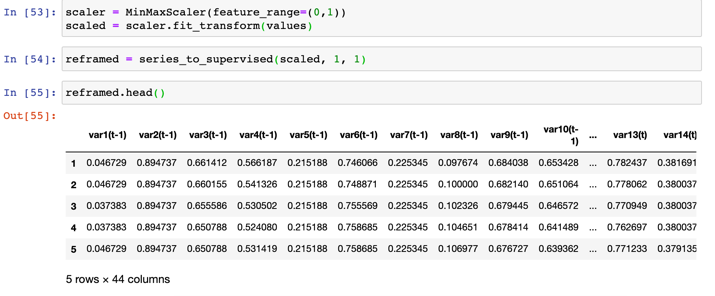 In [53]: scaler = MinMaxScaler(feature_range=(0,1))
scaled = scaler.fit_transform(values)
In [54]: reframed = series_to_supervised(scaled, 1, 1)
In [55]: reframed.head()
Out[55]:
var1(t-1) var2(t-1) var3(t-1) var4(t-1) var5(t-1) var6(t-1) var7(t-1) var8(t-1) var9(t-1) var10(t-1) ... var13(t) var14(t)
1 0.046729 0.894737 0.661412 0.566187 0.215188 0.746066 0.225345 0.097674 0.684038 0.653428 ... 0.782437 0.381691
2 0.046729 0.894737 0.660155 0.541326 0.215188 0.748871 0.225345 0.100000 0.682140 0.651064 ... 0.778062 0.380037
3 0.037383 0.894737 0.655586 0.530502 0.215188 0.755569 0.225345 0.102326 0.679445 0.646572 ... 0.770949 0.380037
4 0.037383 0.894737 0.650788 0.524080 0.215188 0.758685 0.225345 0.104651 0.678414 0.641489 ... 0.762697 0.380037
5 0.046729 0.894737 0.650788 0.531419 0.215188 0.758685 0.225345 0.106977 0.676727 0.639362 ... 0.771233 0.379135
5 rows × 44 columns